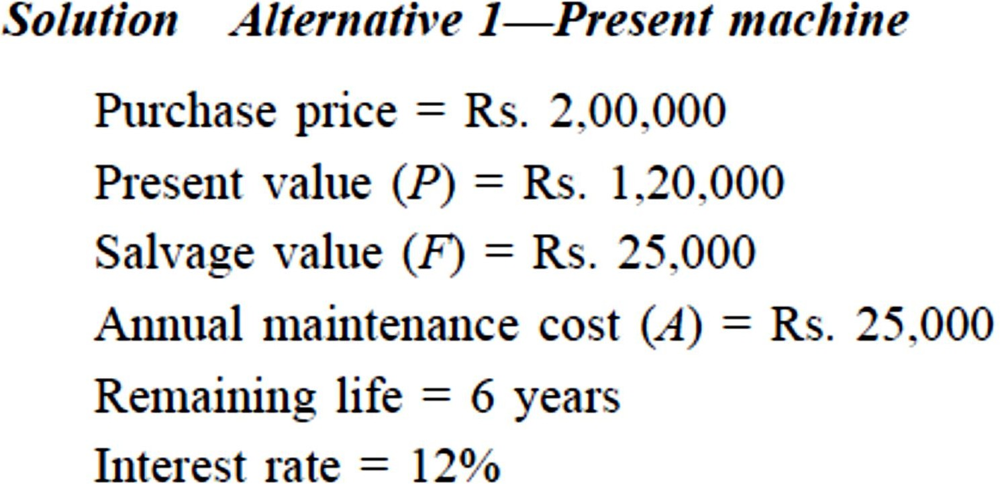 Solution Alternative 1—Present machine
Purchase price = Rs. 2,00,000
Present value (P) = Rs. 1,20,000
Salvage value (F) = Rs. 25,000
Annual maintenance cost (A) = Rs. 25,000
Remaining life = 6 years
Interest rate = 12%